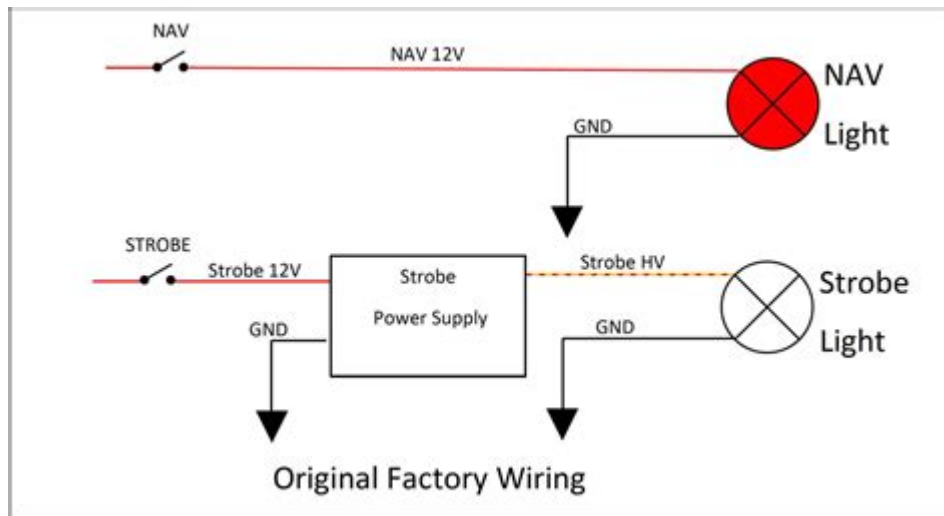 NAV
NAV 12V
NAV
Light
GND
STROBE
Strobe 12V
Strobe
Power Supply
GND
Strobe HV
Strobe
Light
GND
Original Factory Wiring